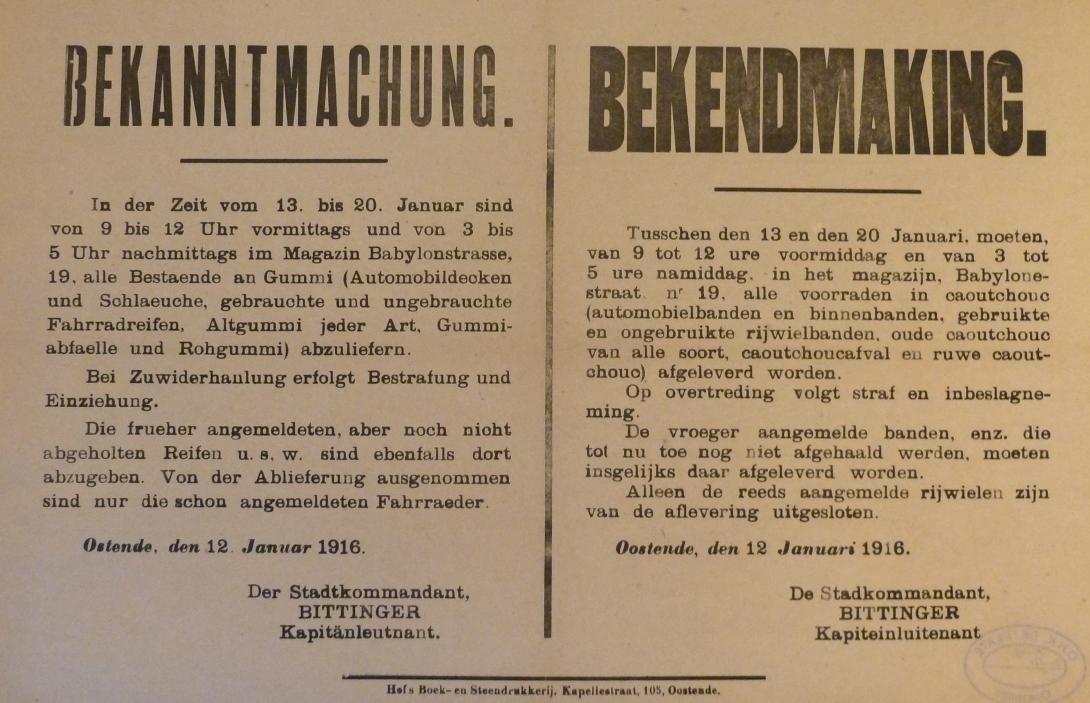 BEKANNTMACHUNG.
In der Zeit vom 13. bis 20. Januar sind
von 9 bis 12 Uhr vormittags und von 3 bis
5 Uhr nachmittags im Magazin Babylonstrasse,
19, alle Bestaende an Gummi (Automobildecken
und Schlaeuche, gebrauchte und ungebrauchte
Fahrradreifen, Altgummi jeder Art, Gummi-
abfaelle und Rohgummi) abzuliefern.
Bei Zuwiderhanlung erfolgt Bestrafung und
Einziehung.
Die frueher angemeldeten, aber noch nicht
abgeholten Reifen u. s. w. sind ebenfalls dort
abzugeben. Von der Ablieferung ausgenommen
sind nur die schon angemeldeten Fahrraeder.
Ostende, den 12. Januar 1916.
Der Stadtkommandant,
BITTINGER
Kapitänleutnant.
BEKENDMAKING.
Tusschen den 13 en den 20 Januari. moeten,
van 9 tot 12 ure voormiddag en van 3 tot
5 ure namiddag. in het magazijn, Babylone-
straat nr 19, alle voorraden in caoutchouc
(automobielbanden en binnenbanden, gebruikte
en ongebruikte rijwielbanden, oude caoutchouc
van alle soort, caoutchoucafval en ruwe caout-
chouc) afgeleverd worden.
Op overtreding volgt straf en inbeslagne-
ming.
De vroeger aangemelde banden, enz. die
tot nu toe nog niet afgehaald werden, moeten
insgelijks daar afgeleverd worden.
Alleen de reeds aangemelde rijwielen zijn
van de aflevering uitgesloten.
Oostende, den 12 Januari 1916.
De Stadkommandant,
BITTINGER
Kapiteinluitenant
Hofs Boek- en Steendrukkerij, Kapellestraat, 105, Oostende.